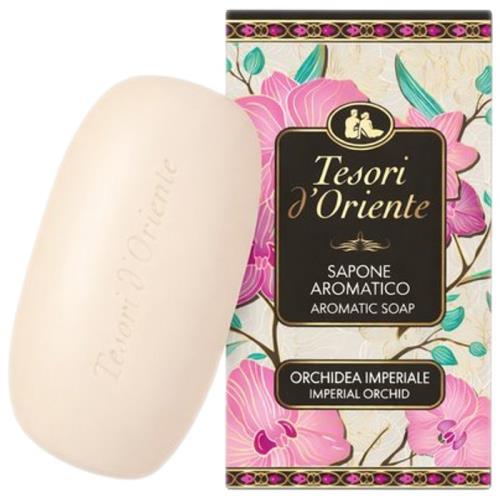 Tesori d'Oriente
Tesori
d'Oriente
SAPONE
AROMATICO
AROMATIC SOAP
ORCHIDEA IMPERIALE
IMPERIAL ORCHID